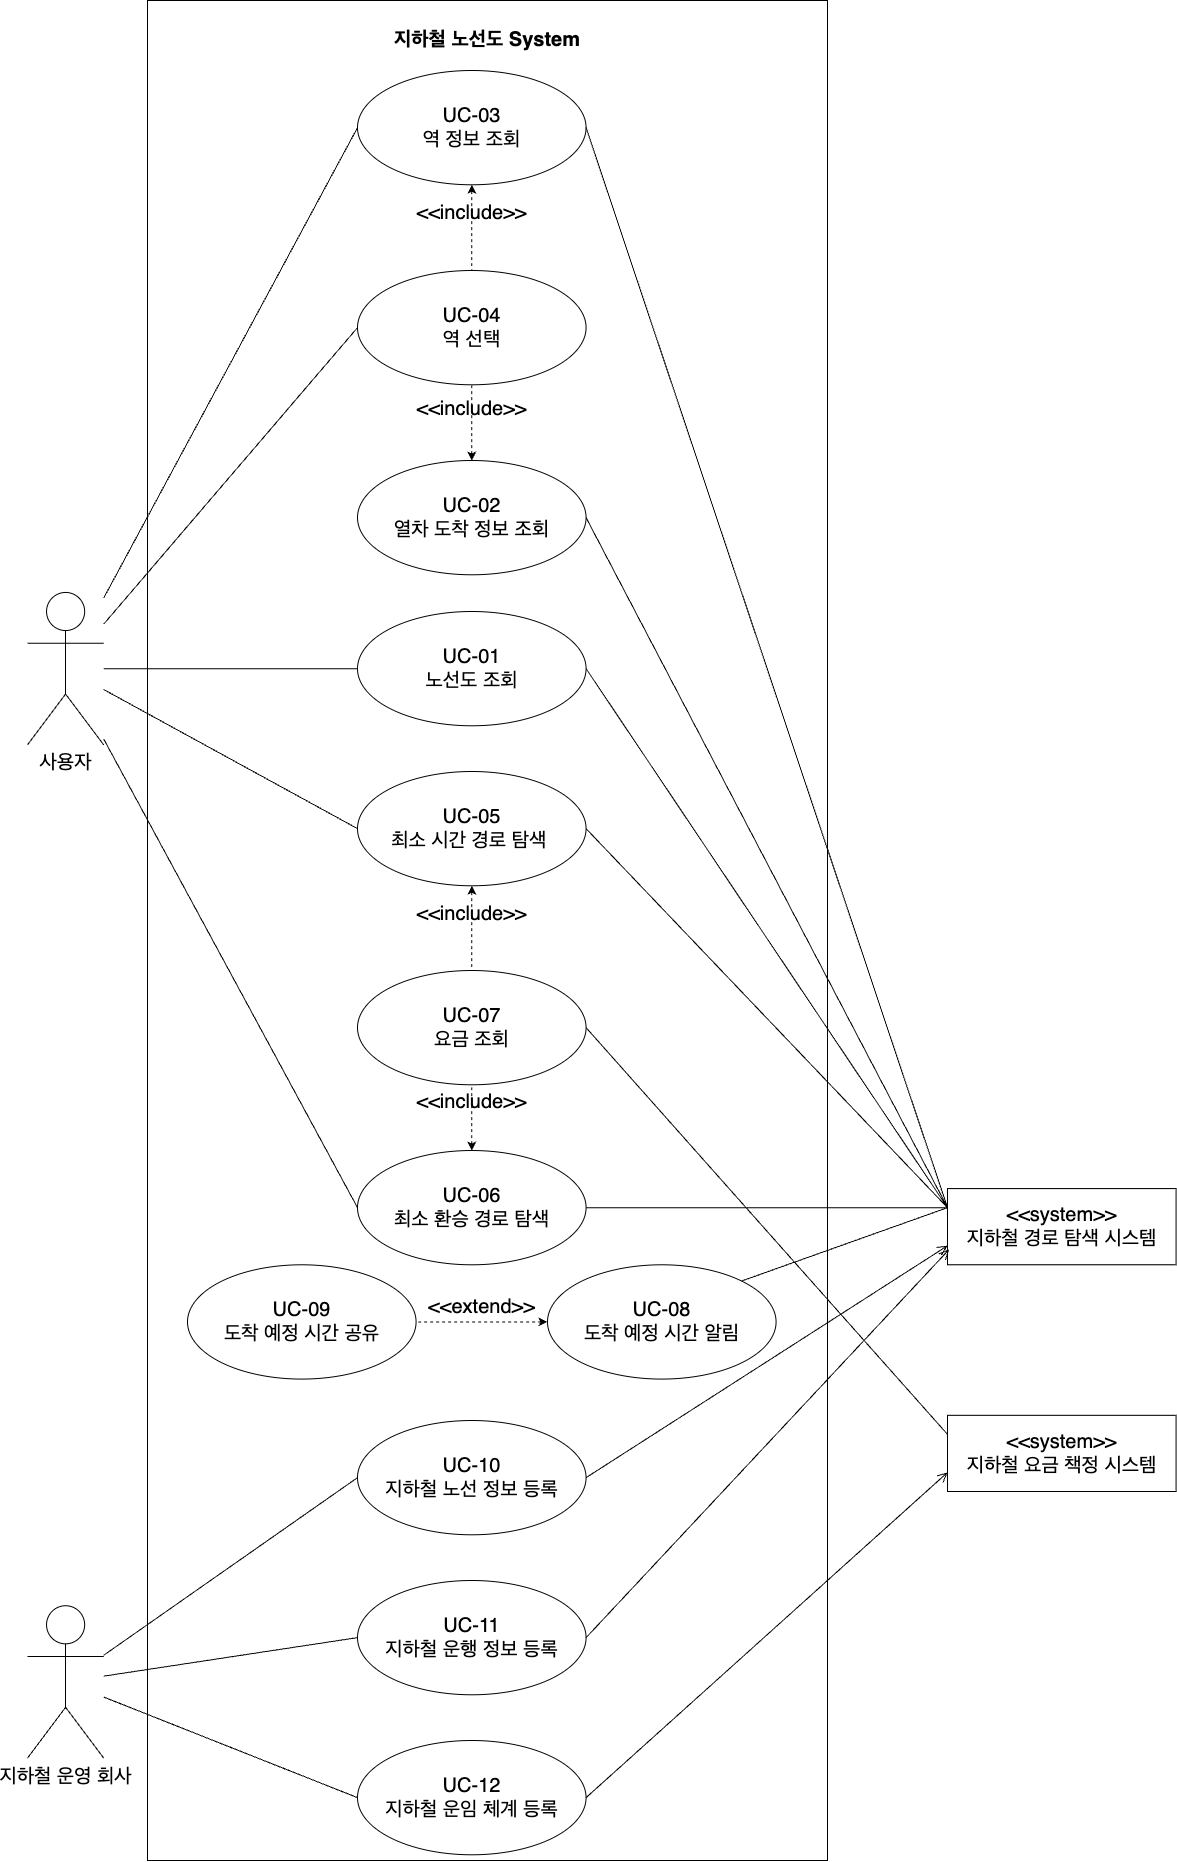 지하철 노선도 System
UC-03
역 정보 조회
<<include>>
UC-04
역 선택
<<include>>
UC-02
열차 도착 정보 조회
UC-01
노선도 조회
사용자
UC-05
최소 시간 경로 탐색
<<include>>
UC-07
요금 조회
<<include>>
UC-06
최소 환승 경로 탐색
<<system>>
지하철 경로 탐색 시스템
UC-09
도착 예정 시간 공유
<<extend>>
UC-08
도착 예정 시간 알림
<<system>>
지하철 요금 책정 시스템
UC-10
지하철 노선 정보 등록
UC-11
지하철 운행 정보 등록
지하철 운영 회사
UC-12
지하철 운임 체계 등록